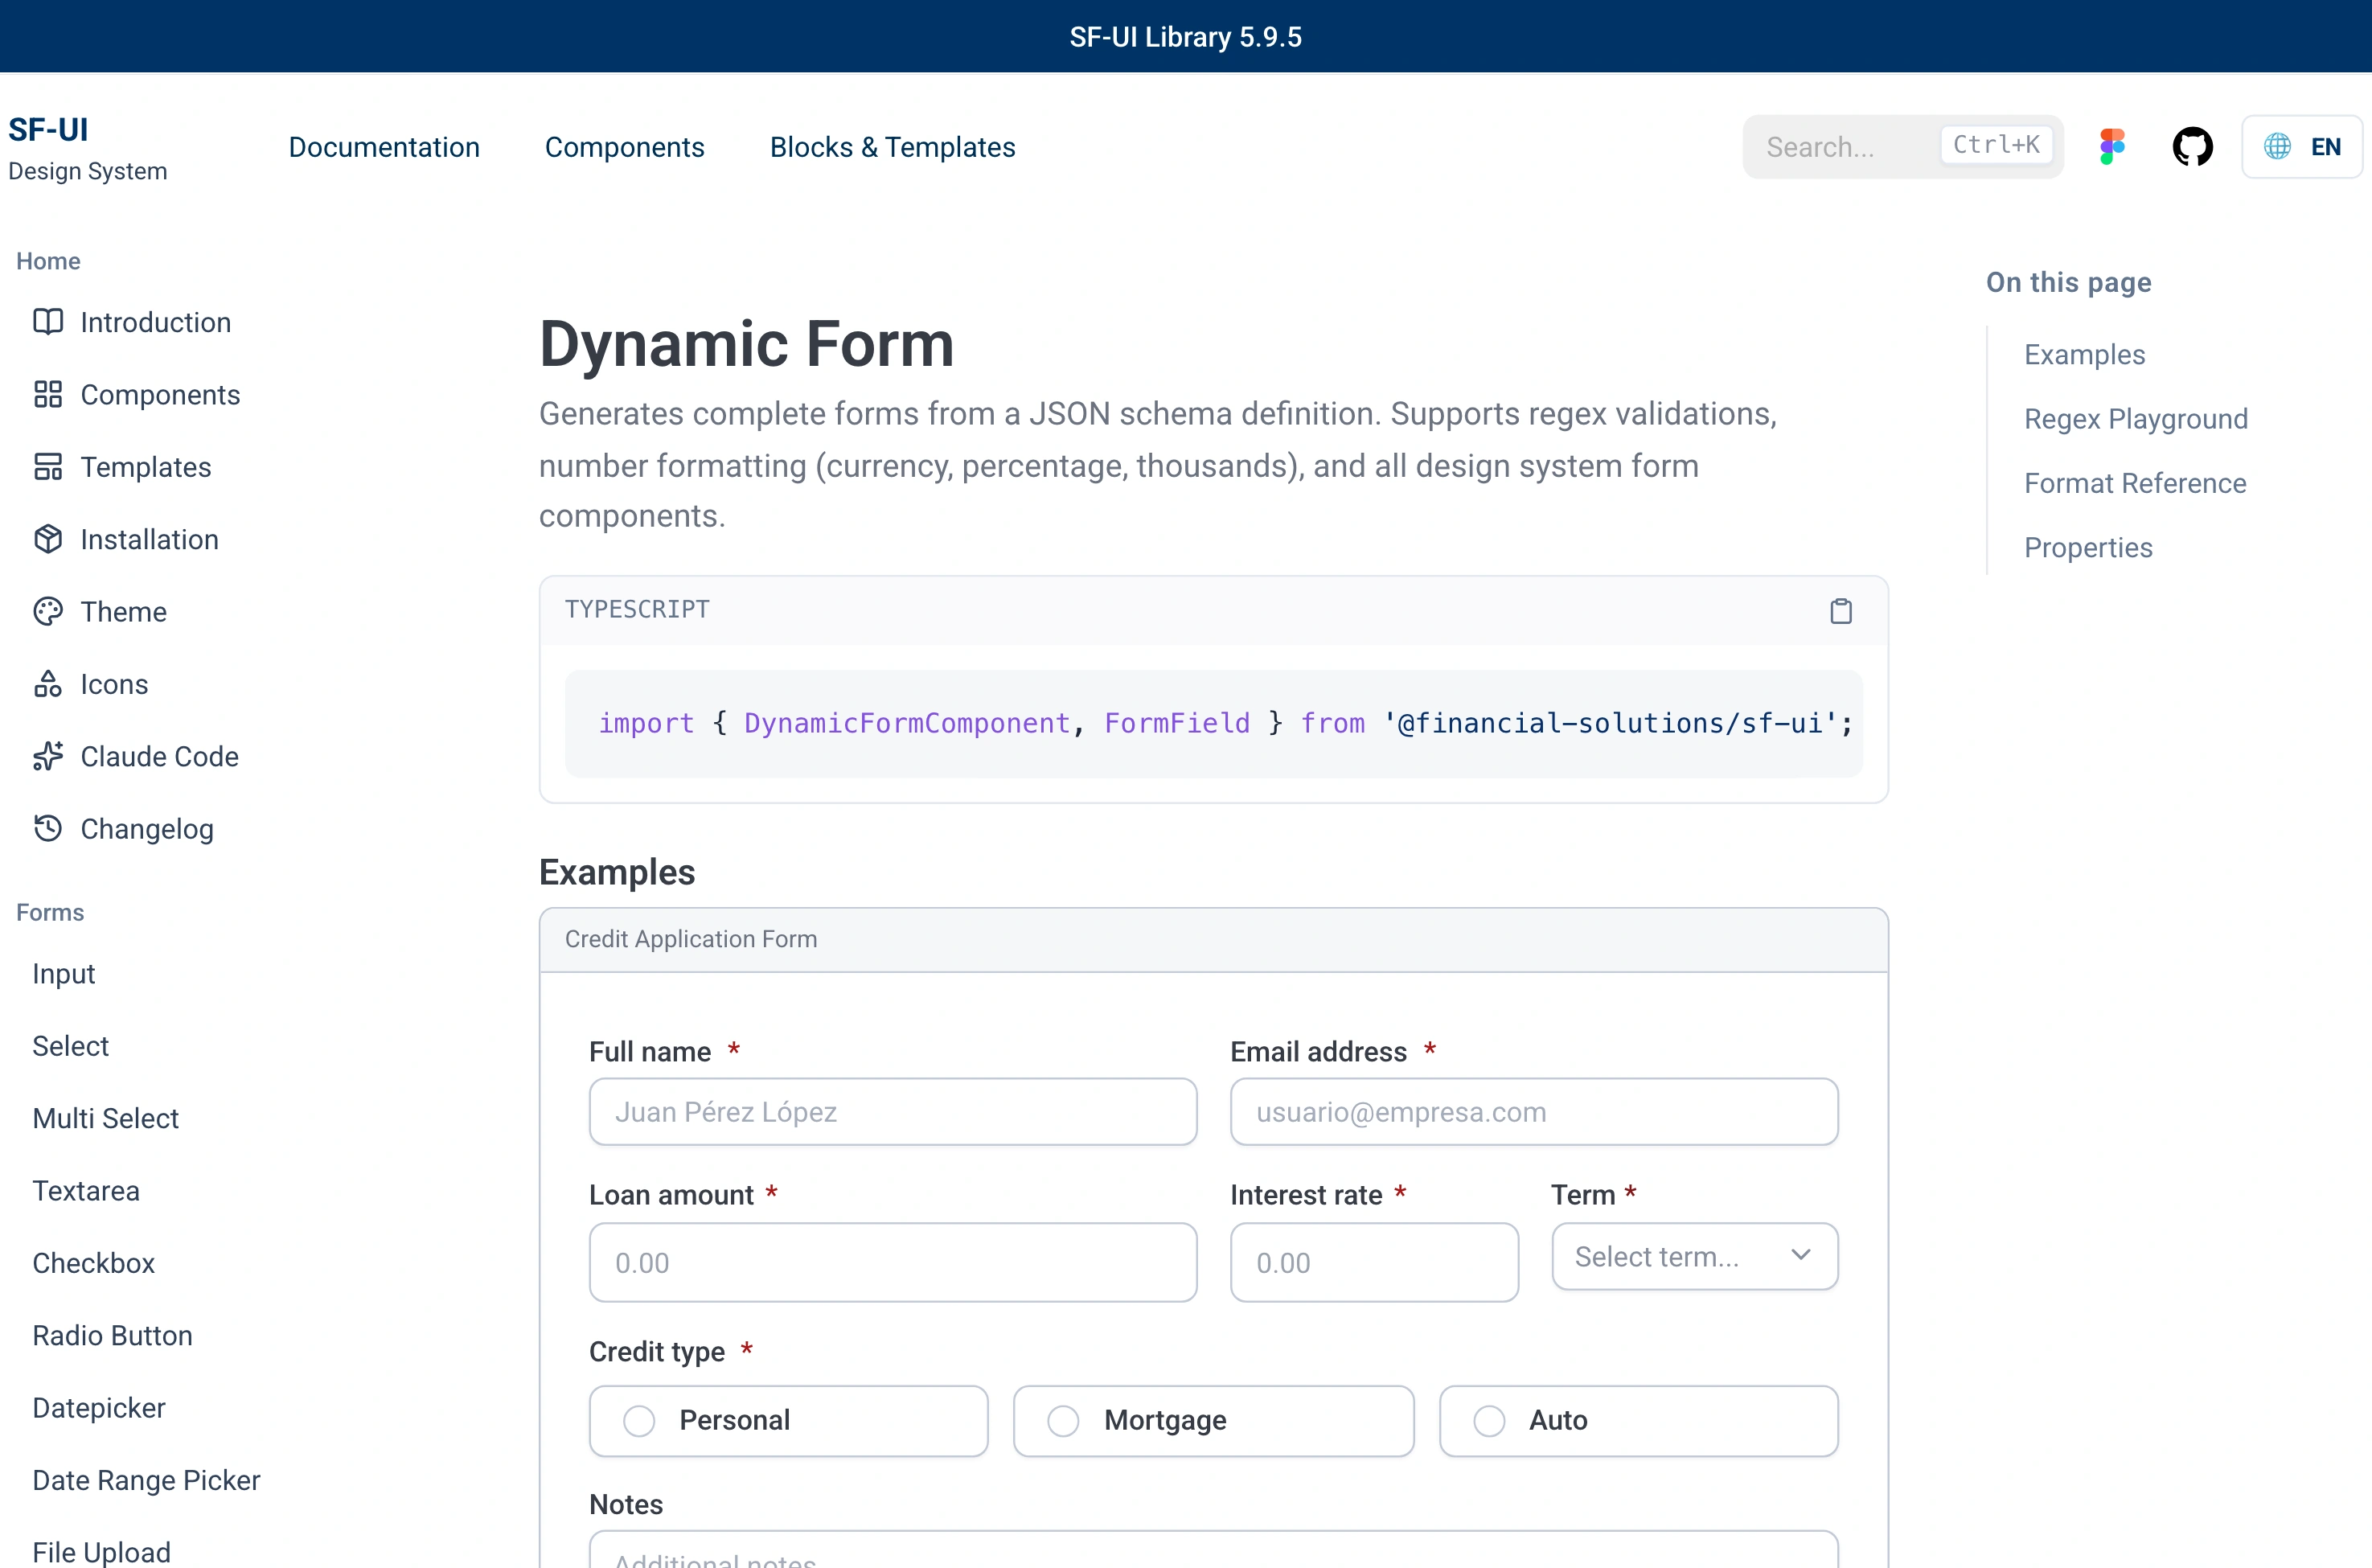 SF-UI Library 5.9.5
SF-UI
Design System
Documentation
Components
Blocks & Templates
Search...
Ctrl+K
EN
Home
Introduction
Components
Templates
Installation
Theme
Icons
Claude Code
Changelog
Forms
Input
Select
Multi Select
Textarea
Checkbox
Radio Button
Datepicker
Date Range Picker
File Upload
Dynamic Form
Generates complete forms from a JSON schema definition. Supports regex validations,
number formatting (currency, percentage, thousands), and all design system form
components.
TYPESCRIPT
import { DynamicFormComponent, FormField } from '@financial-solutions/sf-ui';
Examples
Credit Application Form
Full name *
Email address *
Juan Pérez López
usuario@empresa.com
Loan amount *
Interest rate *
Term *
0.00
0.00
Select term...
Credit type *
Personal
Mortgage
Auto
Notes
Additional notes
On this page
Examples
Regex Playground
Format Reference
Properties